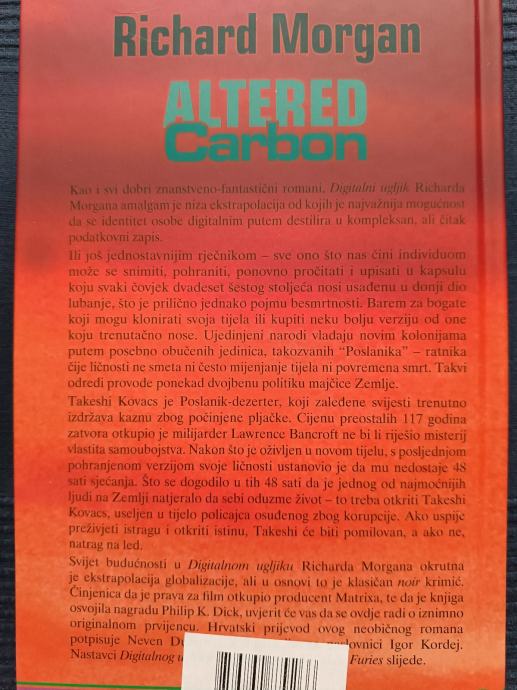 Richard Morgan
ALTERED
Carbon
Kao i svi dobri znanstveno-fantastični romani, Digitalni ugljik Richarda
Morgana amalgam je niza ekstrapolacija od kojih je najvažnija mogućnost
da se identitet osobe digitalnim putem destilira u kompleksan, ali čitak
podatkovni zapis.
Ili još jednostavnijim rječnikom – sve ono što nas čini individuom
može se snimiti, pohraniti, ponovno pročitati i upisati u kapsulu
koju svaki čovjek dvadeset šestog stoljeća nosi usađenu u donji dio
lubanje, što je prilično jednako pojmu besmrtnosti. Barem za bogate
koji mogu klonirati svoja tijela ili kupiti neku bolju verziju od one
koju trenutačno nose. Ujedinjeni narodi vladaju novim kolonijama
putem posebno obučenih jedinica, takozvanih “Poslanika” – ratnika
čije ličnosti ne smeta ni često mijenjanje tijela ni povremena smrt. Takvi
odredi provode ponekad dvojbenu politiku majčice Zemlje.
Takeshi Kovacs je Poslanik-dezerter, koji zaleđene svijesti trenutno
izdržava kaznu zbog počinjene pljačke. Cijenu preostalih 117 godina
zatvora otkupio je milijarder Lawrence Bancroft ne bi li riješio misterij
vlastita samoubojstva. Nakon što je oživljen u novom tijelu, s posljednjom
pohranjenom verzijom svoje ličnosti ustanovio je da mu nedostaje 48
sati sjećanja. Što se dogodilo u tih 48 sati da je jednog od najmoćnijih
ljudi na Zemlji natjeralo da sebi oduzme život – to treba otkriti Takeshi
Kovacs, useljen u tijelo policajca osuđenog zbog korupcije. Ako uspije
preživjeti istragu i otkriti istinu, Takeshi će biti pomilovan, a ako ne,
natrag na led.
Svijet budućnosti u Digitalnom ugljiku Richarda Morgana okrutna
je ekstrapolacija globalizacije, ali u osnovi to je klasičan noir krimić.
Činjenica da je prava za film otkupio producent Matrixa, te da je knjiga
osvojila nagradu Philip K. Dick, uvjerit će vas da se ovdje radi o iznimno
originalnom prvijencu. Hrvatski prijevod ovog neobičnog romana
potpisuje Neven Igor Kordej.
Nastavci Digitalnog Furies slijede.